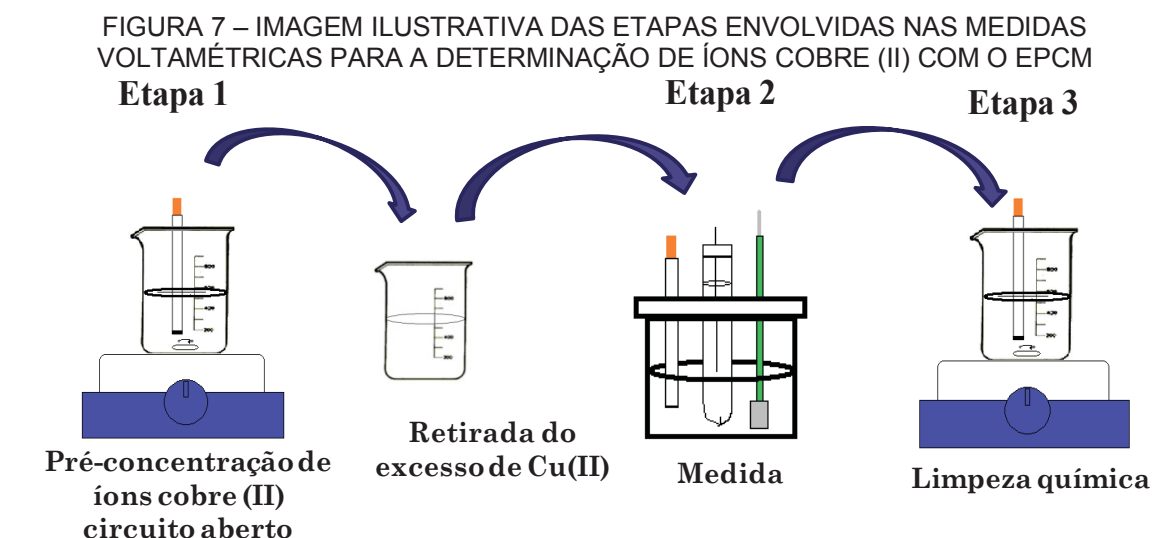 FIGURA 7 – IMAGEM ILUSTRATIVA DAS ETAPAS ENVOLVIDAS NAS MEDIDAS
VOLTAMÉTRICAS PARA A DETERMINAÇÃO DE ÍONS COBRE (II) COM O EPCM
Etapa 1
Etapa 2
Etapa 3
Pré-concentração de
íons cobre (II)
circuito aberto
Retirada do
excesso de Cu(II)
Medida
Limpeza química